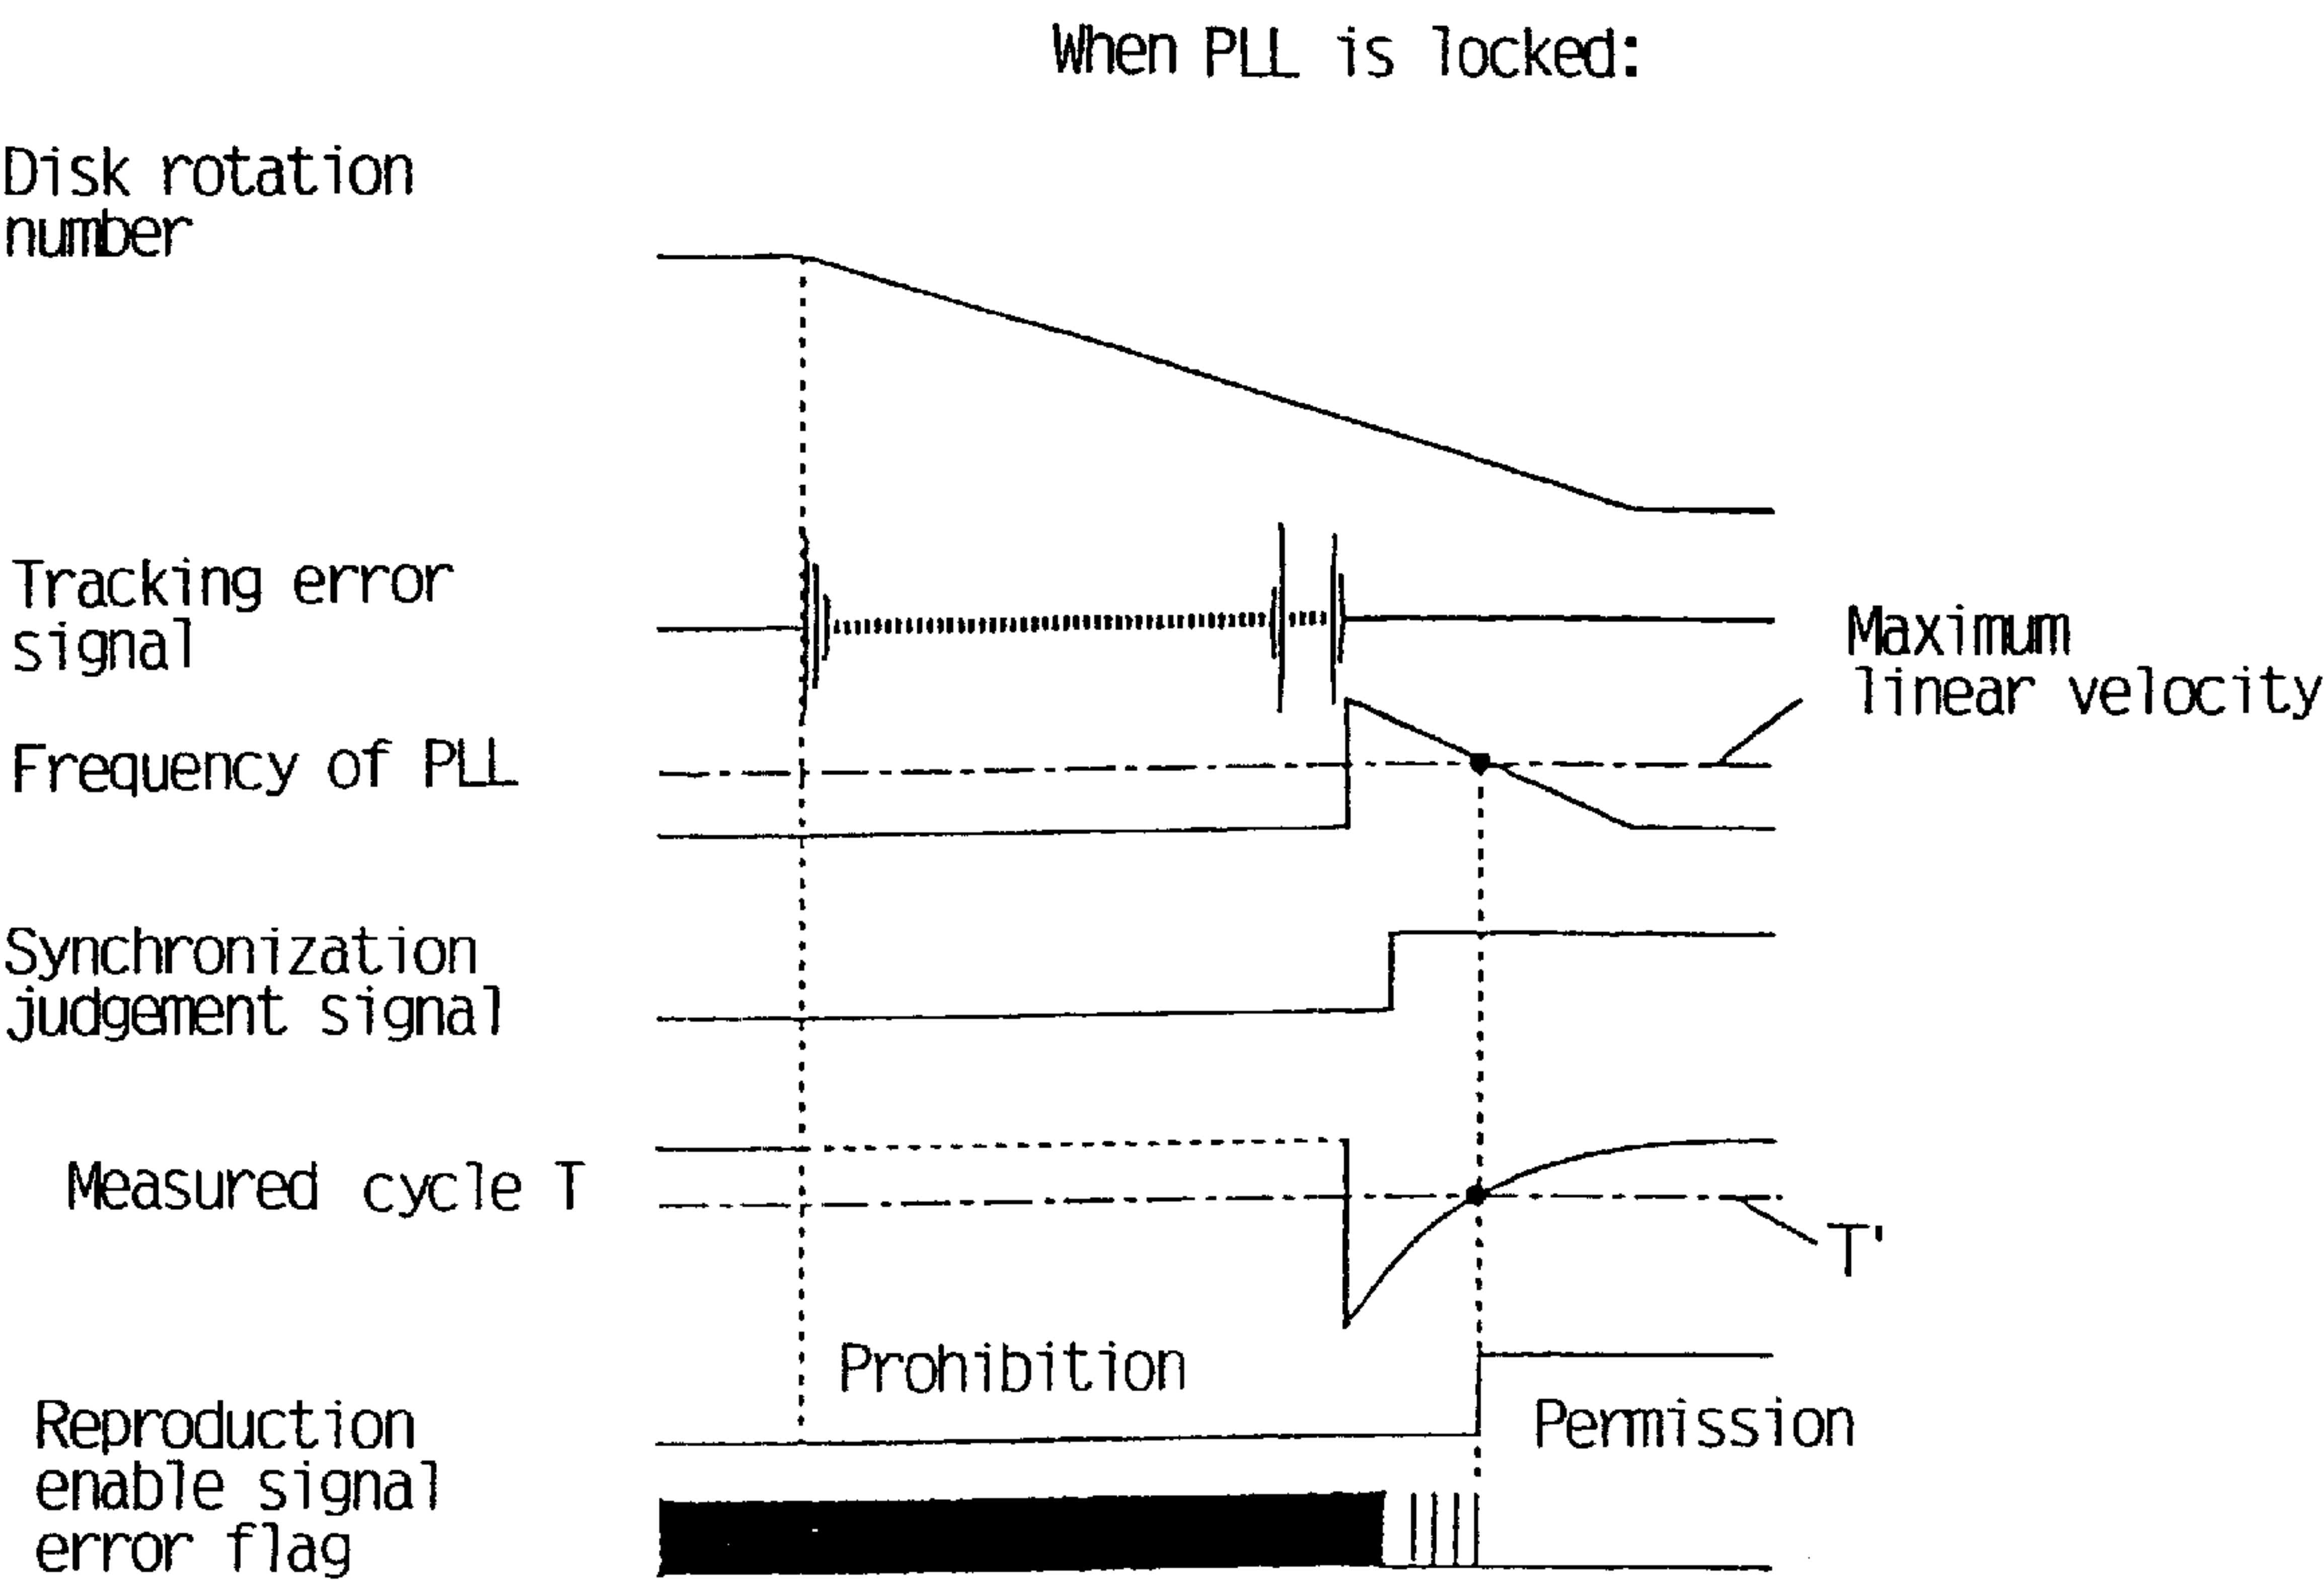 When PLL is locked:
Disk rotation
number
Tracking error
signal
Maximum
linear velocity
Frequency of PLL
Synchronization
judgement signal
Measured cycle T
T'
Prohibition
Permission
Reproduction
enable signal
error flag